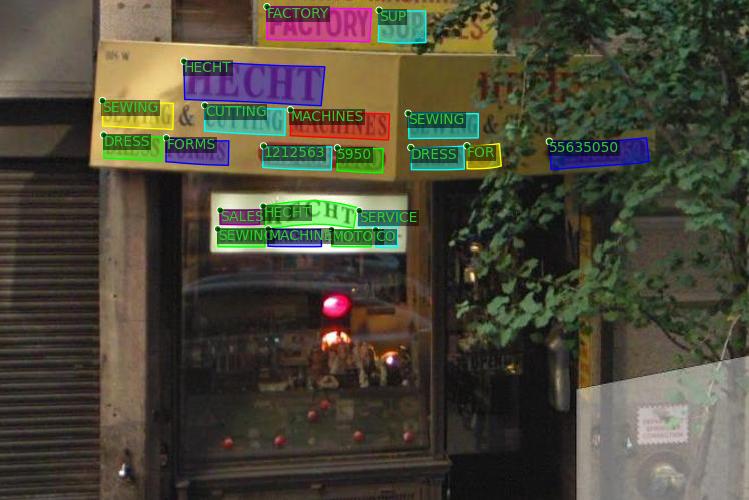 FACTORY SUP
HECHT
SEWING & CUTTING MACHINES
DRESS FORMS 1212563 5950
SEWING &
DRESS FOR 55635050
SALES HECHT SERVICE
SEWING MACHINE MOTO CO
OPEN